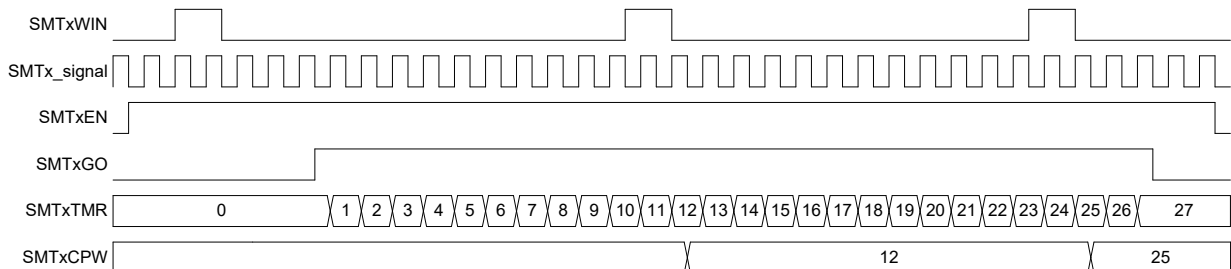 SMTxWIN
SMTx_signal
SMTxEN
SMTxGO
SMTxTMR 0 1 2 3 4 5 6 7 8 9 10 11 12 13 14 15 16 17 18 19 20 21 22 23 24 25 26 27
SMTxCPW 12 25